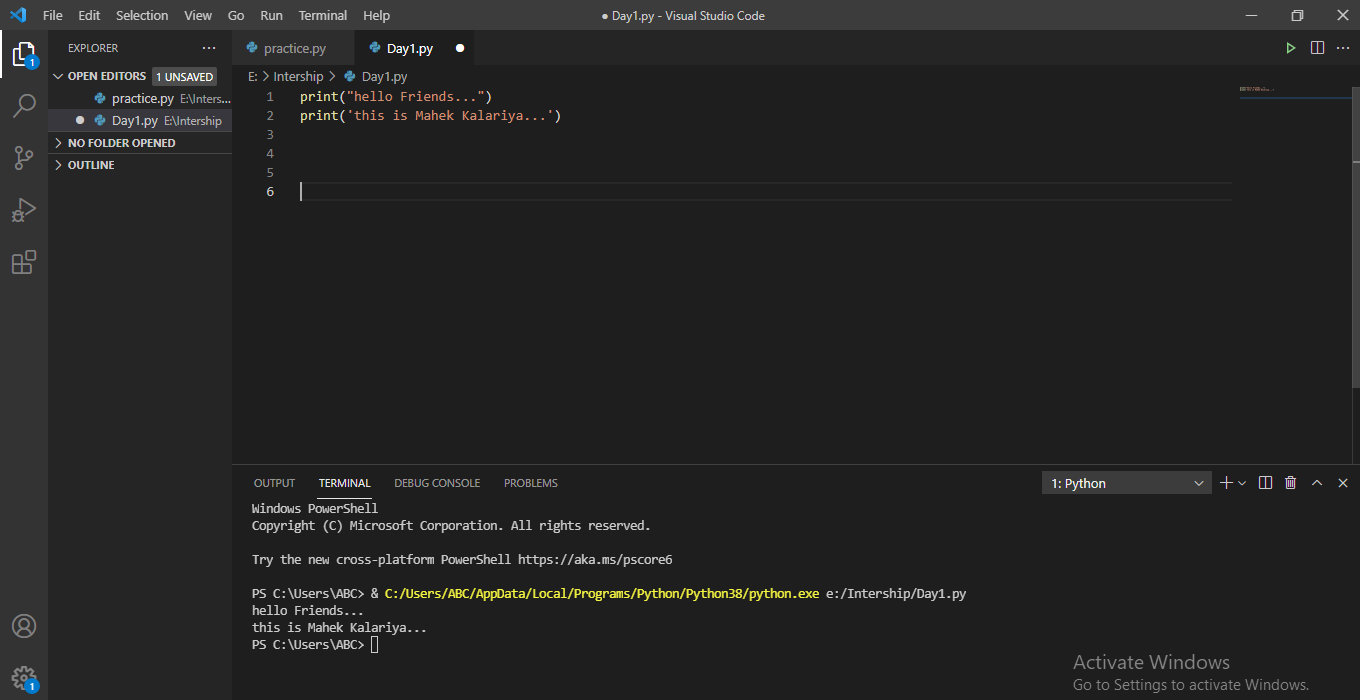 File Edit Selection View Go Run Terminal Help
● Day1.py - Visual Studio Code
EXPLORER ···
practice.py
Day1.py
OPEN EDITORS 1 UNSAVED
practice.py E:\Inters...
Day1.py E:\Intership
NO FOLDER OPENED
OUTLINE
E: > Intership > Day1.py
1 print("hello Friends...")
2 print('this is Mahek Kalariya...')
3
4
5
6
1
OUTPUT TERMINAL DEBUG CONSOLE PROBLEMS
1: Python
Windows PowerShell
Copyright (C) Microsoft Corporation. All rights reserved.
Try the new cross-platform PowerShell https://aka.ms/pscore6
PS C:\Users\ABC> & C:/Users/ABC/AppData/Local/Programs/Python/Python38/python.exe e:/Intership/Day1.py
hello Friends...
this is Mahek Kalariya...
PS C:\Users\ABC>
1
Activate Windows
Go to Settings to activate Windows.